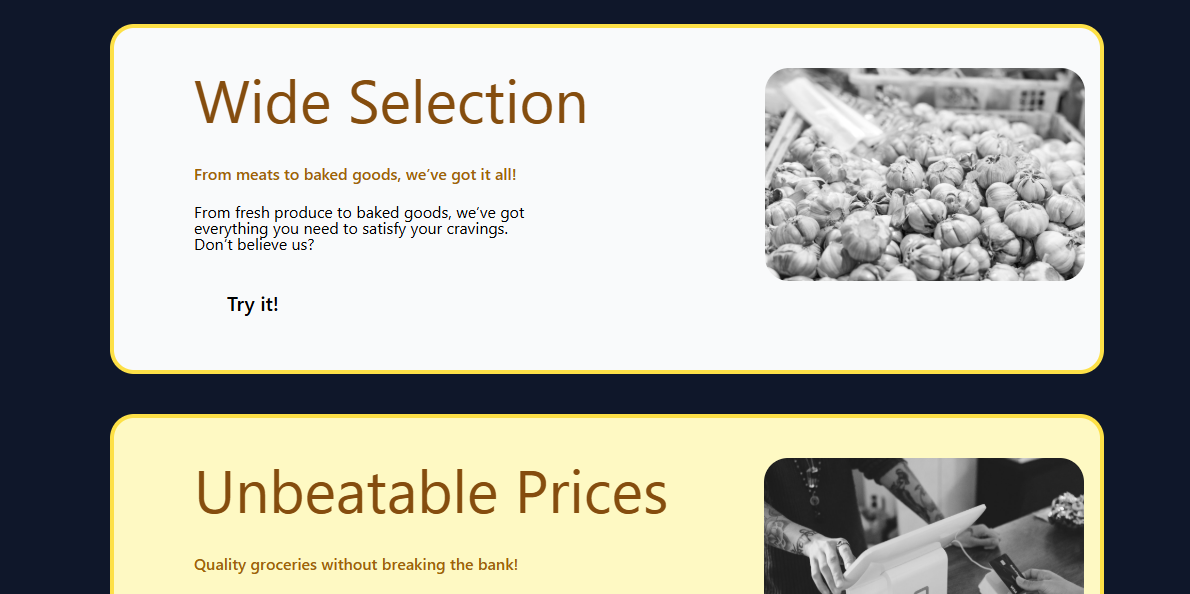 Wide Selection
From meats to baked goods, we've got it all!
From fresh produce to baked goods, we've got
everything you need to satisfy your cravings.
Don't believe us?
Try it!
Unbeatable Prices
Quality groceries without breaking the bank!